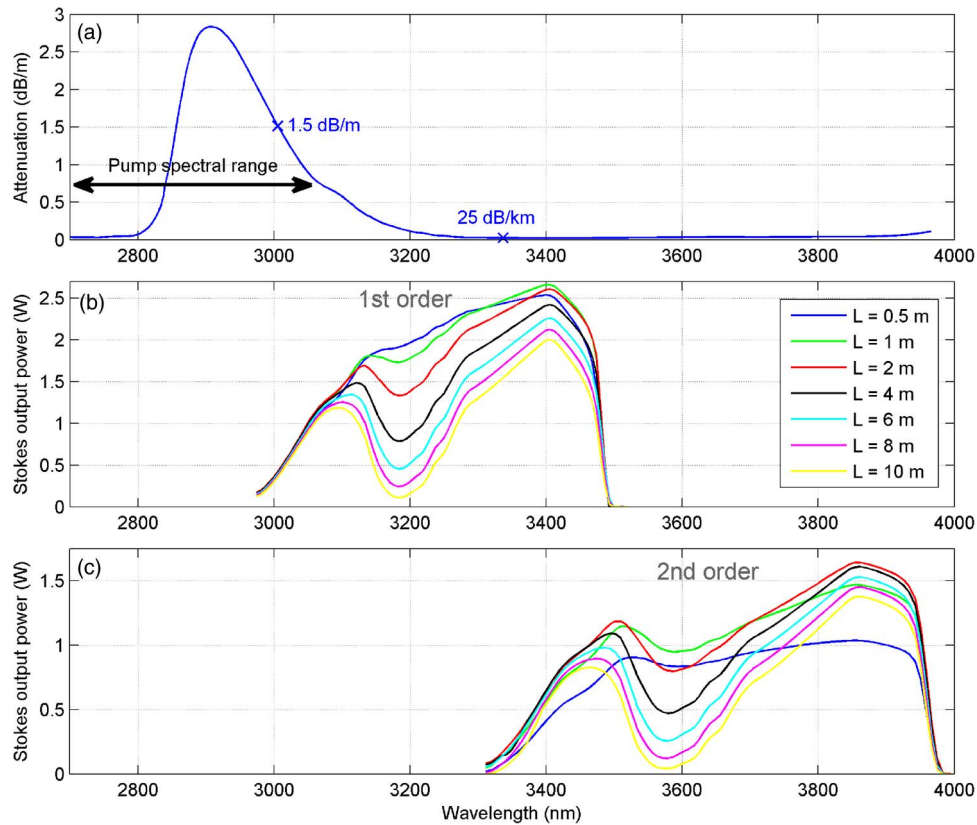 (a)
Attenuation (dB/m)
3
2.5
2
1.5
1
0.5
0
1.5 dB/m
Pump spectral range
25 dB/km
2800 3000 3200 3400 3600 3800 4000
(b)
1st order
Stokes output power (W)
2.5
2
1.5
1
0.5
0
L = 0.5 m
L = 1 m
L = 2 m
L = 4 m
L = 6 m
L = 8 m
L = 10 m
2800 3000 3200 3400 3600 3800 4000
(c)
2nd order
Stokes output power (W)
1.5
1
0.5
0
2800 3000 3200 3400 3600 3800 4000
Wavelength (nm)